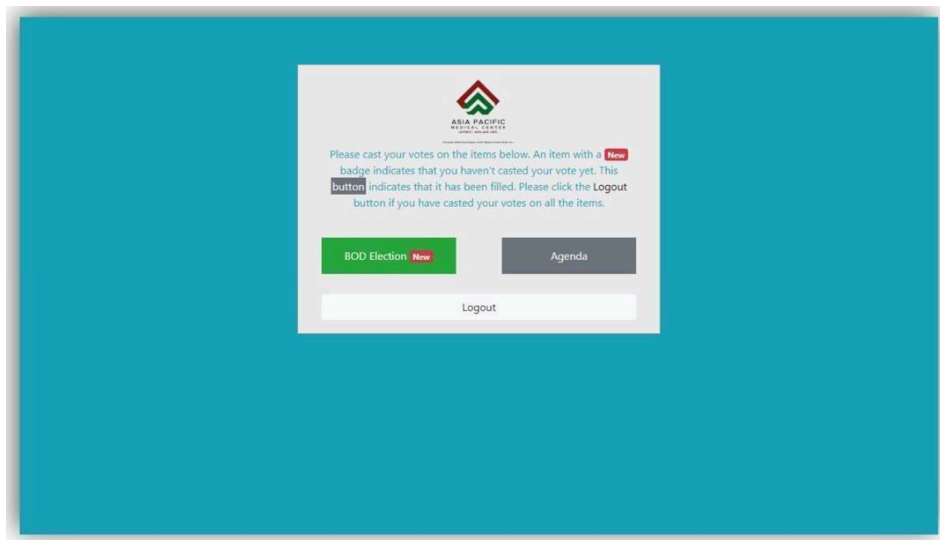 ASIA PACIFIC
MEDICAL CENTER
Please cast your votes on the items below. An item with a New
badge indicates that you haven't casted your vote yet. This
button indicates that it has been filled. Please click the Logout
button if you have casted your votes on all the items.
BOD Election New
Agenda
Logout